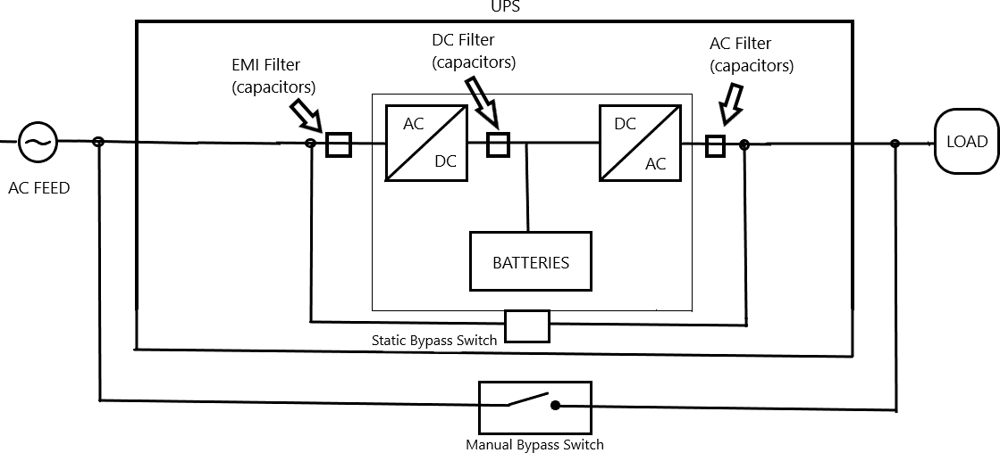 UPS
DC Filter
(capacitors)
AC Filter
(capacitors)
EMI Filter
(capacitors)
AC
DC
DC
AC
LOAD
AC FEED
BATTERIES
Static Bypass Switch
Manual Bypass Switch